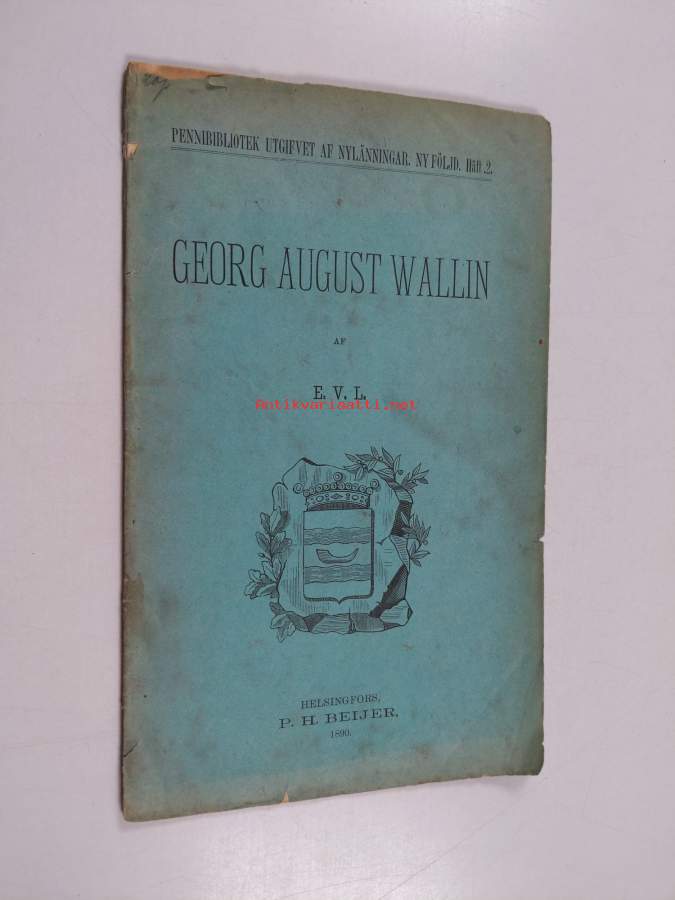 PENNIBIBLIOTEK UTGIFVET AF NYLÄNNINGAR. NY FÖLJD. Häft 2.
GEORG AUGUST WALLIN
AF
E. V. L.
Antikvariaatti.net
HELSINGFORS,
P. H. BEIJER,
1890.